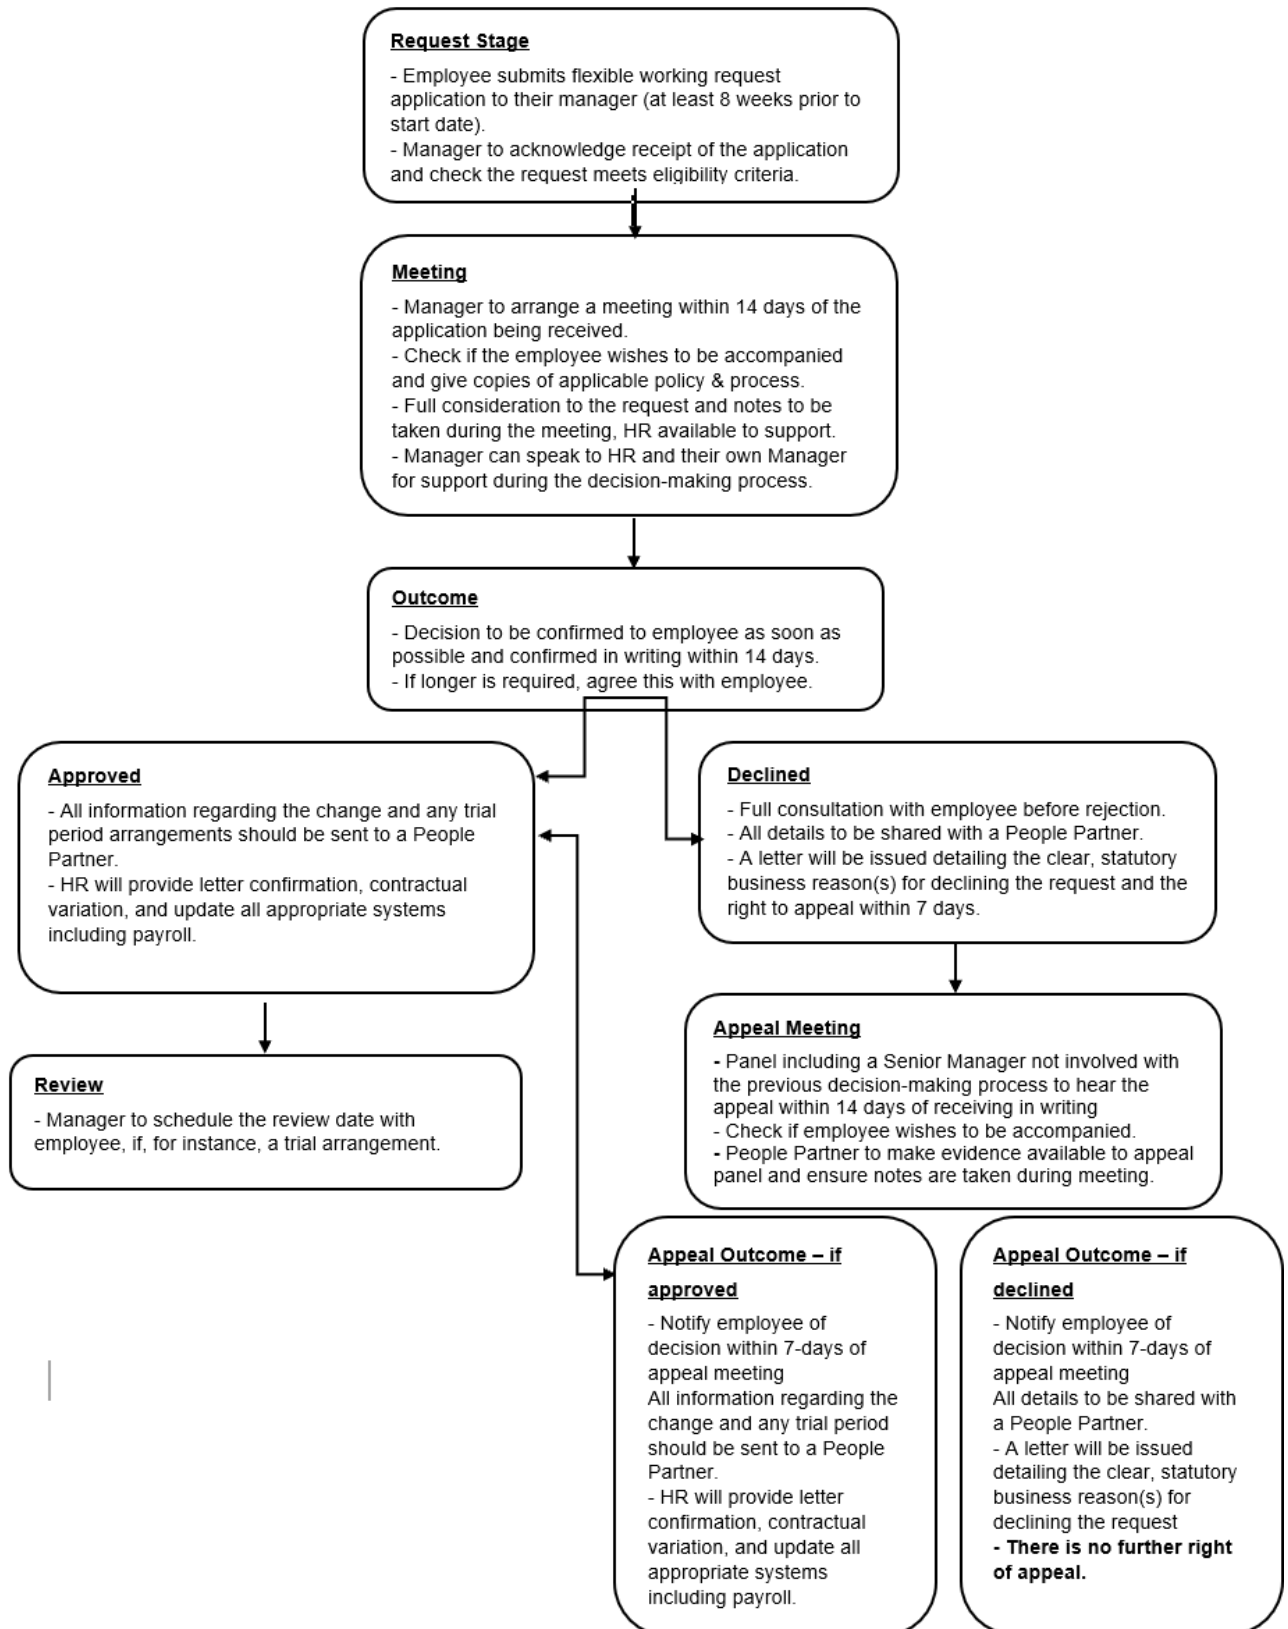 Request Stage
- Employee submits flexible working request
application to their manager (at least 8 weeks prior to
start date).
- Manager to acknowledge receipt of the application
and check the request meets eligibility criteria.
Meeting
- Manager to arrange a meeting within 14 days of the
application being received.
- Check if the employee wishes to be accompanied
and give copies of applicable policy & process.
- Full consideration to the request and notes to be
taken during the meeting, HR available to support.
- Manager can speak to HR and their own Manager
for support during the decision-making process.
Outcome
- Decision to be confirmed to employee as soon as
possible and confirmed in writing within 14 days.
- If longer is required, agree this with employee.
Approved
- All information regarding the change and any trial
period arrangements should be sent to a People
Partner.
- HR will provide letter confirmation, contractual
variation, and update all appropriate systems
including payroll.
Declined
- Full consultation with employee before rejection.
- All details to be shared with a People Partner.
- A letter will be issued detailing the clear, statutory
business reason(s) for declining the request and the
right to appeal within 7 days.
Review
- Manager to schedule the review date with
employee, if, for instance, a trial arrangement.
Appeal Meeting
- Panel including a Senior Manager not involved with
the previous decision-making process to hear the
appeal within 14 days of receiving in writing
- Check if employee wishes to be accompanied.
- People Partner to make evidence available to appeal
panel and ensure notes are taken during meeting.
Appeal Outcome – if
approved
- Notify employee of
decision within 7-days of
appeal meeting
All information regarding the
change and any trial period
should be sent to a People
Partner.
- HR will provide letter
confirmation, contractual
variation, and update all
appropriate systems
including payroll.
Appeal Outcome – if
declined
- Notify employee of
decision within 7-days of
appeal meeting
All details to be shared with
a People Partner.
- A letter will be issued
detailing the clear, statutory
business reason(s) for
declining the request
- There is no further right
of appeal.